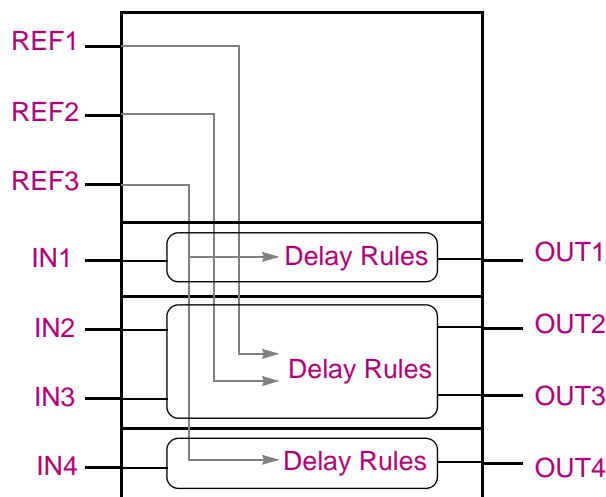 REF1
REF2
REF3
IN1
Delay Rules
OUT1
IN2
OUT2
Delay Rules
IN3
OUT3
IN4
Delay Rules
OUT4